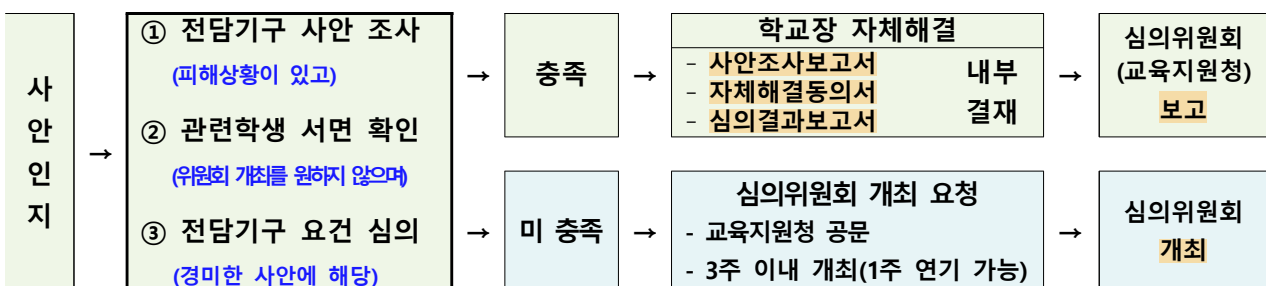 사
안
인
지
→
① 전담기구 사안 조사
(피해상황이 있고)
② 관련학생 서면 확인
(위원회 개최를 원하지 않으며)
③ 전담기구 요건 심의
(경미한 사안에 해당)
→
충족
→
학교장 자체해결
- 사안조사보고서
- 자체해결동의서
- 심의결과보고서
내부
결재
→
심의위원회
(교육지원청)
보고
→
미 충족
→
심의위원회 개최 요청
- 교육지원청 공문
- 3주 이내 개최(1주 연기 가능)
→
심의위원회
개최